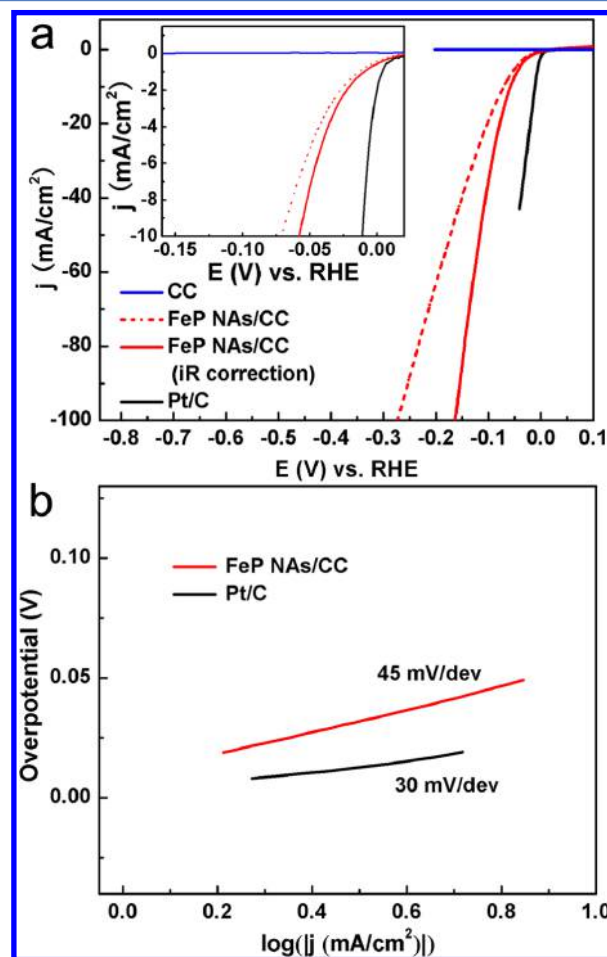 a
0
-20
-40
-60
-80
-100
j (mA/cm²)
0
-2
-4
-6
-8
-10
j (mA/cm²)
-0.15 -0.10 -0.05 0.00
E (V) vs. RHE
CC
FeP NAs/CC
FeP NAs/CC
(iR correction)
Pt/C
-0.8 -0.7 -0.6 -0.5 -0.4 -0.3 -0.2 -0.1 0.0 0.1
E (V) vs. RHE
b
0.10
0.05
0.00
Overpotential (V)
FeP NAs/CC
Pt/C
45 mV/dev
30 mV/dev
0.0 0.2 0.4 0.6 0.8 1.0
log(|j (mA/cm²)|)